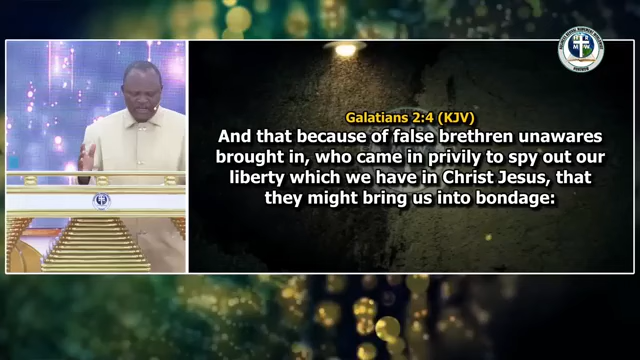 Galatians 2:4 (KJV)
And that because of false brethren unawares
brought in, who came in privily to spy out our
liberty which we have in Christ Jesus, that
they might bring us into bondage: